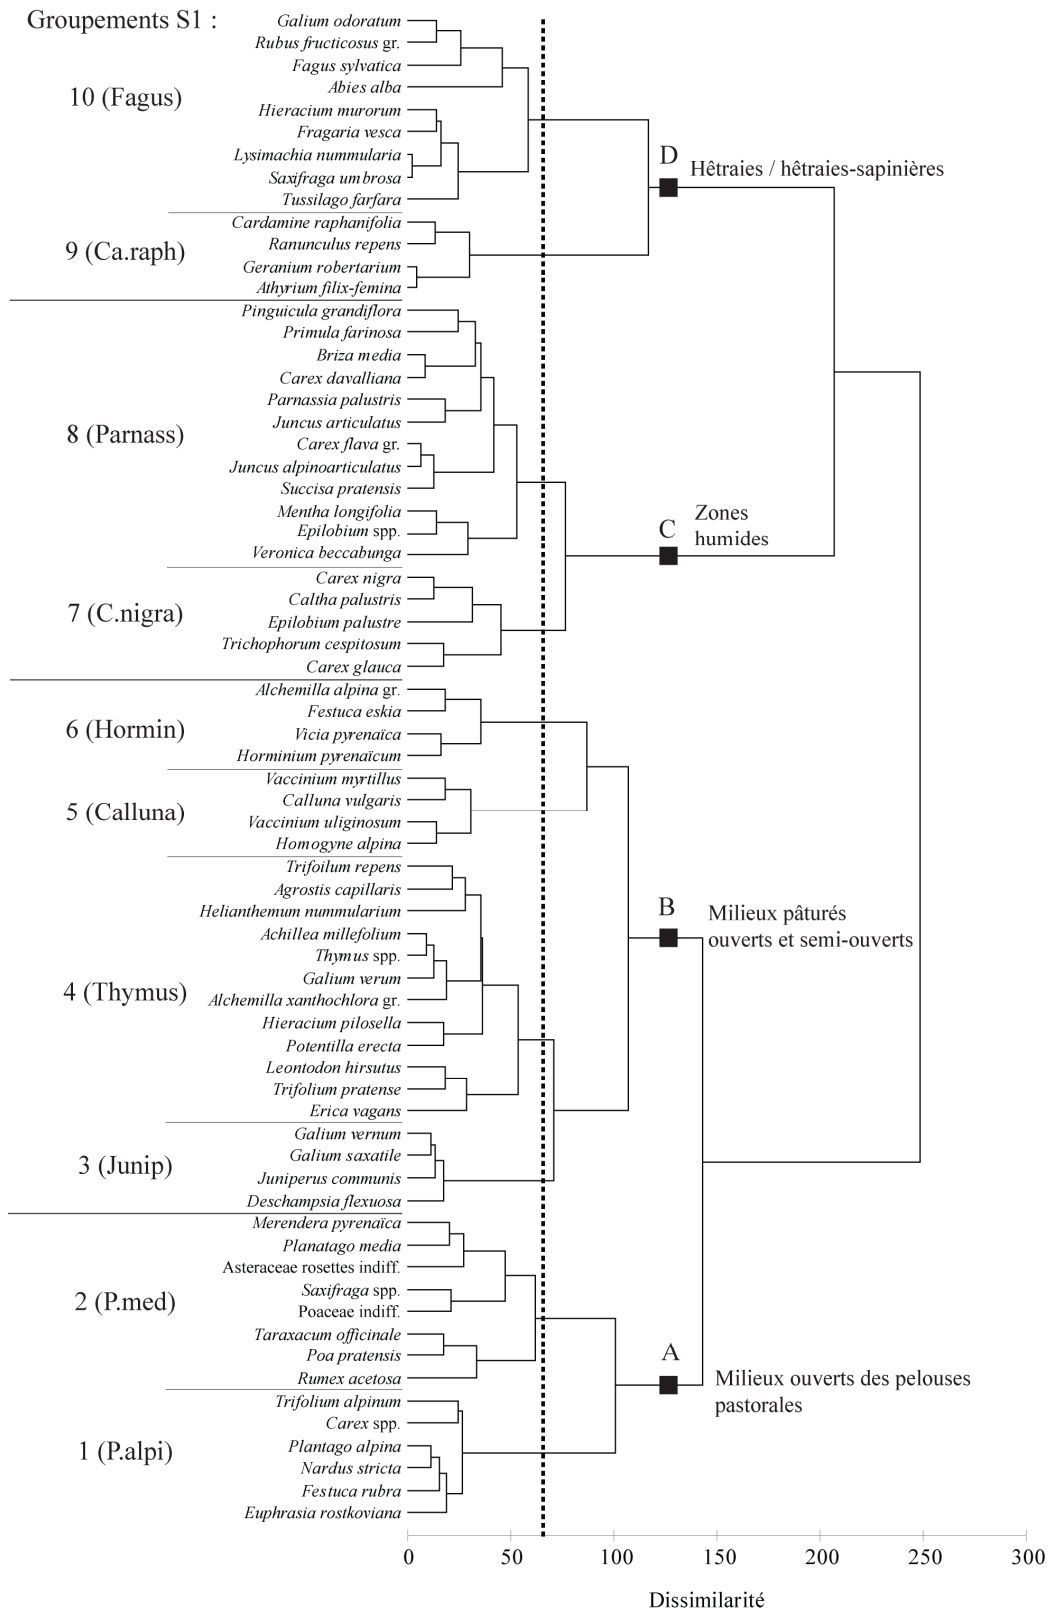 Groupements S1 :
10 (Fagus)
Galium odoratum
Rubus fructicosus gr.
Fagus sylvatica
Abies alba
Hieracium murorum
Fragaria vesca
Lysimachia nummularia
Saxifraga umbrosa
Tussilago farfara
D
Hêtraies / hêtraies-sapinières
9 (Ca.raph)
Cardamine raphanifolia
Ranunculus repens
Geranium robertarium
Athyrium filix-femina
8 (Parnass)
Pinguicula grandiflora
Primula farinosa
Briza media
Carex davalliana
Parnassia palustris
Juncus articulatus
Carex flava gr.
Juncus alpinoarticulatus
Succisa pratensis
Mentha longifolia
Epilobium spp.
Veronica beccabunga
C
Zones
humides
7 (C.nigra)
Carex nigra
Caltha palustris
Epilobium palustre
Trichophorum cespitosum
Carex glauca
6 (Hormin)
Alchemilla alpina gr.
Festuca eskia
Vicia pyrenaïca
Horminium pyrenaïcum
5 (Calluna)
Vaccinium myrtillus
Calluna vulgaris
Vaccinium uliginosum
Homogyne alpina
4 (Thymus)
Trifoilum repens
Agrostis capillaris
Helianthemum nummularium
Achillea millefolium
Thymus spp.
Galium verum
Alchemilla xanthochlora gr.
Hieracium pilosella
Potentilla erecta
Leontodon hirsutus
Trifolium pratense
Erica vagans
B
Milieux pâturés
ouverts et semi-ouverts
3 (Junip)
Galium vernum
Galium saxatile
Juniperus communis
Deschampsia flexuosa
2 (P.med)
Merendera pyrenaïca
Planatago media
Asteraceae rosettes indiff.
Saxifraga spp.
Poaceae indiff.
Taraxacum officinale
Poa pratensis
Rumex acetosa
A
Milieux ouverts des pelouses
pastorales
1 (P.alpi)
Trifolium alpinum
Carex spp.
Plantago alpina
Nardus stricta
Festuca rubra
Euphrasia rostkoviana
0 50 100 150 200 250 300
Dissimilarité